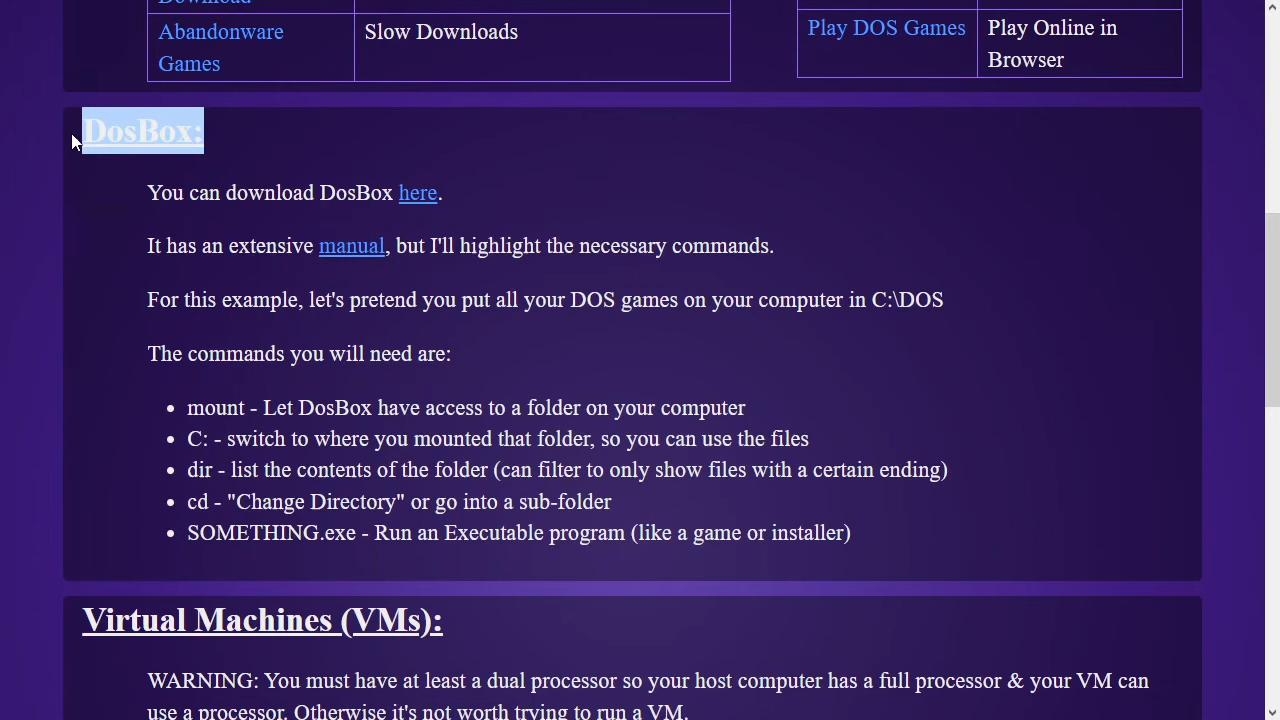 Download
Abandonware Games
Slow Downloads
Play DOS Games
Play Online in Browser
DosBox:
You can download DosBox here.
It has an extensive manual, but I'll highlight the necessary commands.
For this example, let's pretend you put all your DOS games on your computer in C:\DOS
The commands you will need are:
• mount - Let DosBox have access to a folder on your computer
• C: - switch to where you mounted that folder, so you can use the files
• dir - list the contents of the folder (can filter to only show files with a certain ending)
• cd - "Change Directory" or go into a sub-folder
• SOMETHING.exe - Run an Executable program (like a game or installer)
Virtual Machines (VMs):
WARNING: You must have at least a dual processor so your host computer has a full processor & your VM can
use a processor. Otherwise it's not worth trying to run a VM.